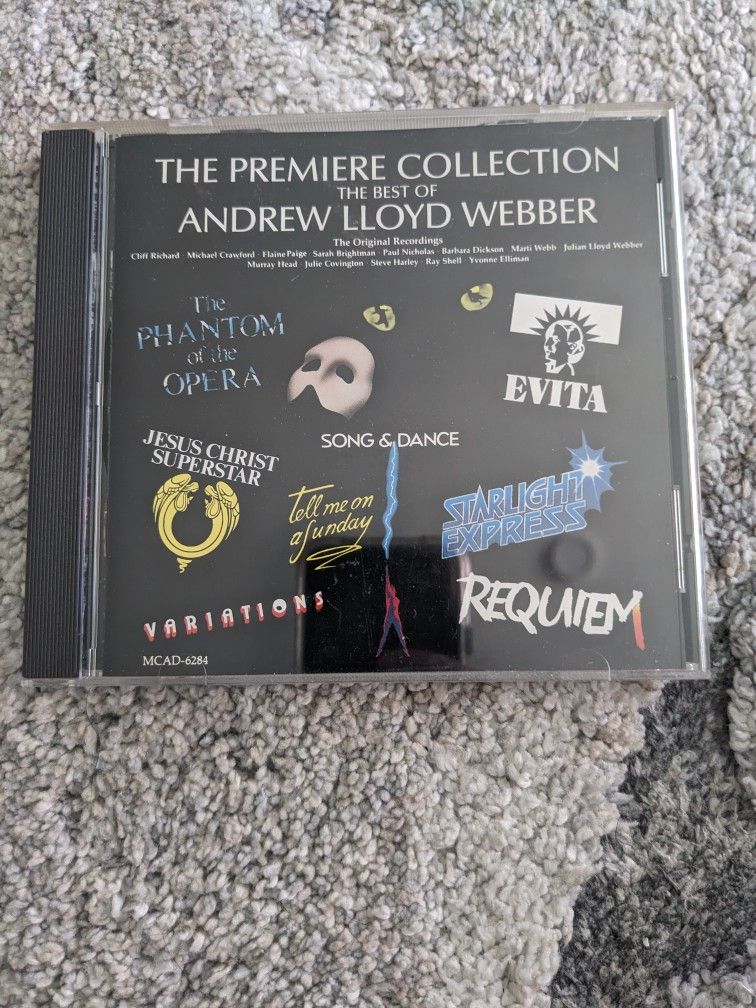 THE PREMIERE COLLECTION
THE BEST OF
ANDREW LLOYD WEBBER
The Original Recordings
Cliff Richard · Michael Crawford · Elaine Paige · Sarah Brightman · Paul Nicholas · Barbara Dickson · Marti Webb · Julian Lloyd Webber
Murray Head · Julie Covington · Steve Harley · Ray Shell · Yvonne Elliman
The
PHANTOM
of the
OPERA
EVITA
SONG & DANCE
JESUS CHRIST
SUPERSTAR
Tell me on
a Sunday
STARLIGHT
EXPRESS
VARIATIONS
REQUIEM
MCAD-6284